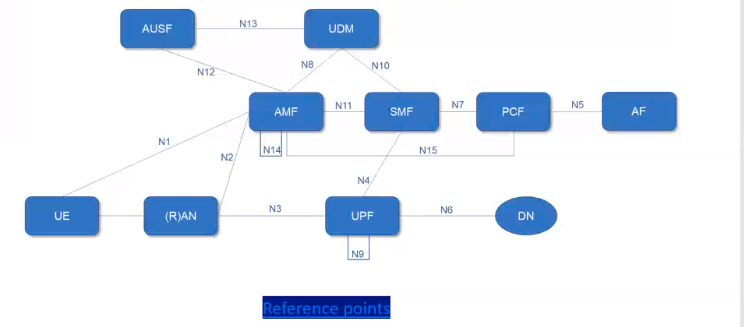 N13
AUSF
UDM
N12
N8
N10
AMF
N11
SMF
N7
PCF
N5
AF
N1
N2
N14
N15
N4
UE
(R)AN
N3
UPF
N6
DN
N9
Reference points